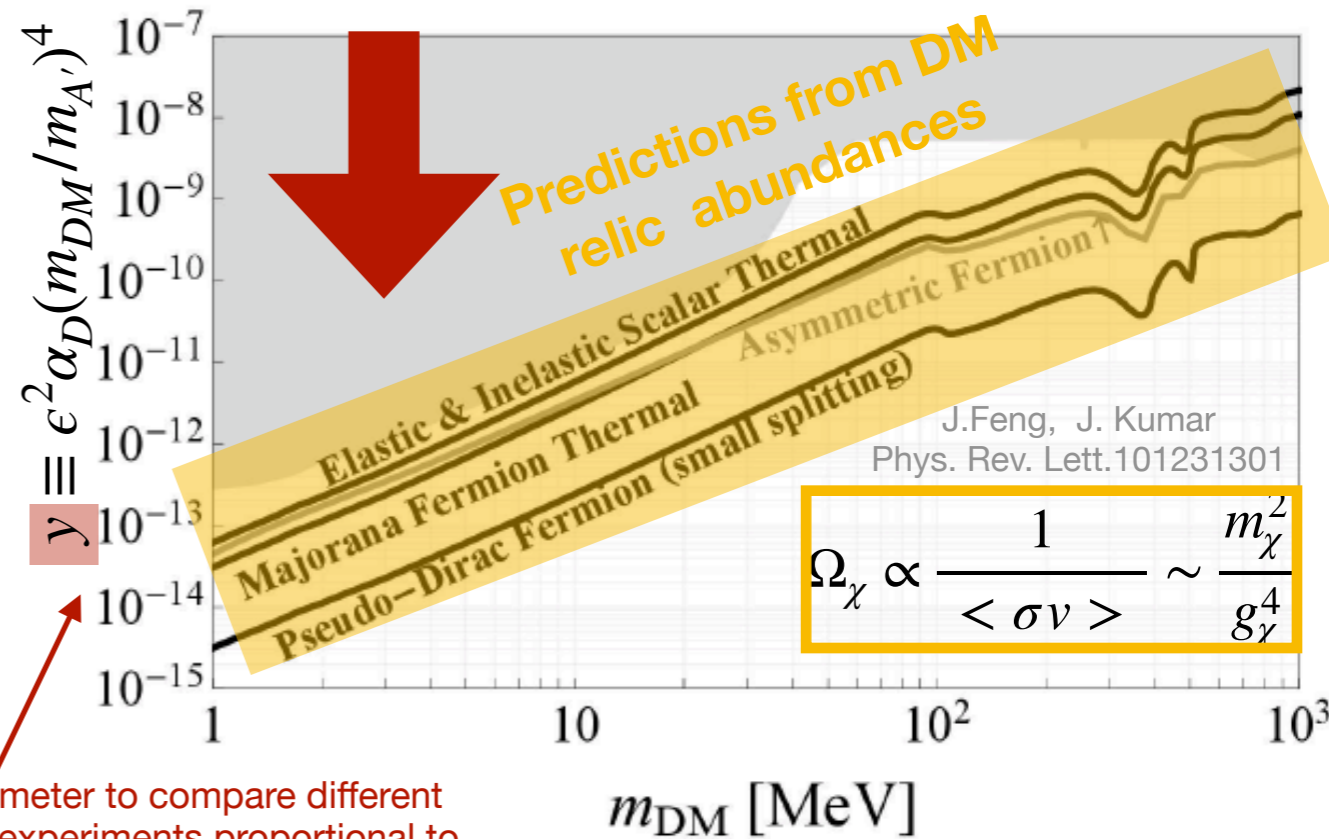 10⁻⁷
10⁻⁸
10⁻⁹
10⁻¹⁰
10⁻¹¹
10⁻¹²
10⁻¹³
10⁻¹⁴
10⁻¹⁵
y ≡ ϵ²α_D(m_DM/m_A')⁴
Predictions from DM
relic abundances
Elastic & Inelastic Scalar Thermal
Asymmetric Fermion↑
Majorana Fermion Thermal
Pseudo-Dirac Fermion (small splitting)
J.Feng, J. Kumar
Phys. Rev. Lett.101231301
Ω_χ ∝ 1 / < σv > ~ m_χ² / g_χ⁴
1 10 10² 10³
m_DM [MeV]
meter to compare different
experiments proportional to